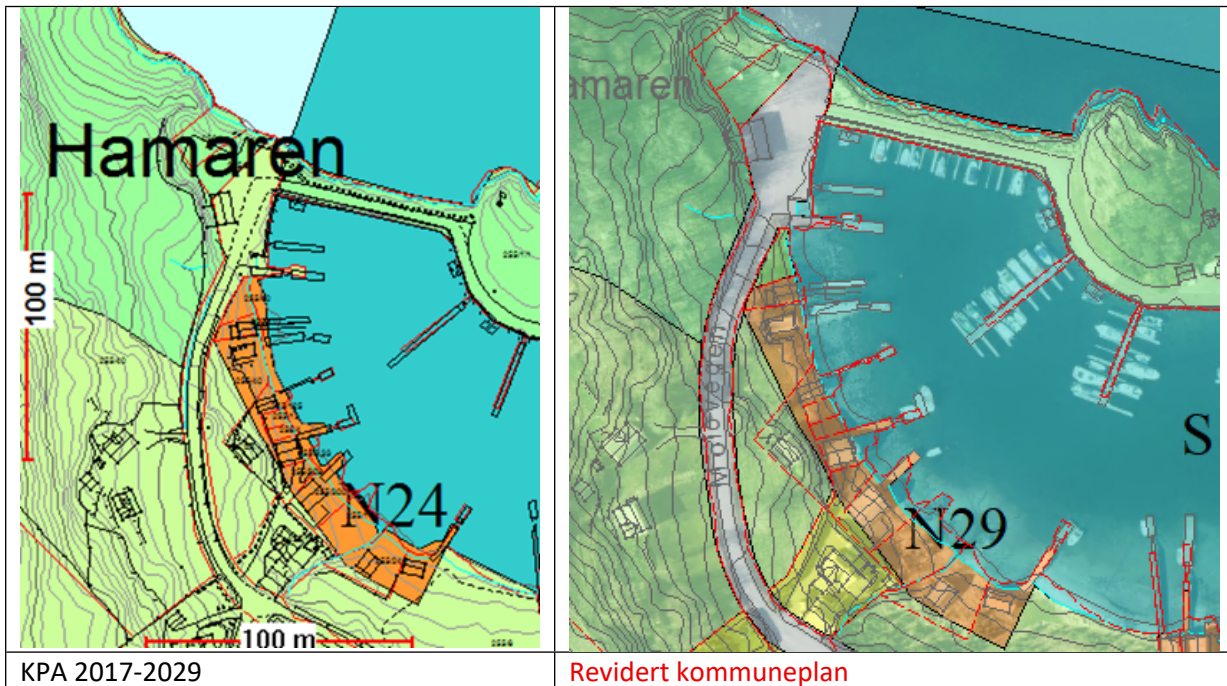 Hamaren
100 m
N24
100 m
amaren
Molovegen
S
N29
KPA 2017-2029
Revidert kommuneplan